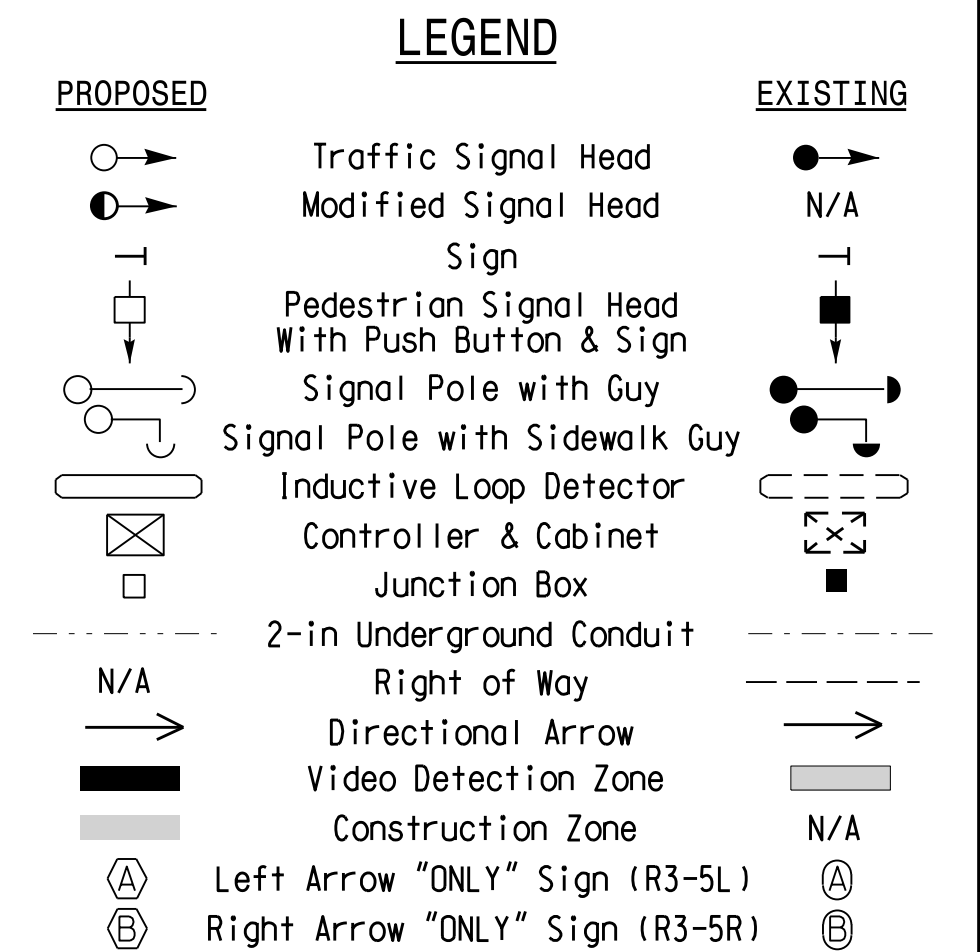 LEGEND
PROPOSED EXISTING
Traffic Signal Head
Modified Signal Head N/A
Sign
Pedestrian Signal Head
With Push Button & Sign
Signal Pole with Guy
Signal Pole with Sidewalk Guy
Inductive Loop Detector
Controller & Cabinet
Junction Box
2-in Underground Conduit
N/A Right of Way
Directional Arrow
Video Detection Zone
Construction Zone N/A
A Left Arrow "ONLY" Sign (R3-5L) A
B Right Arrow "ONLY" Sign (R3-5R) B